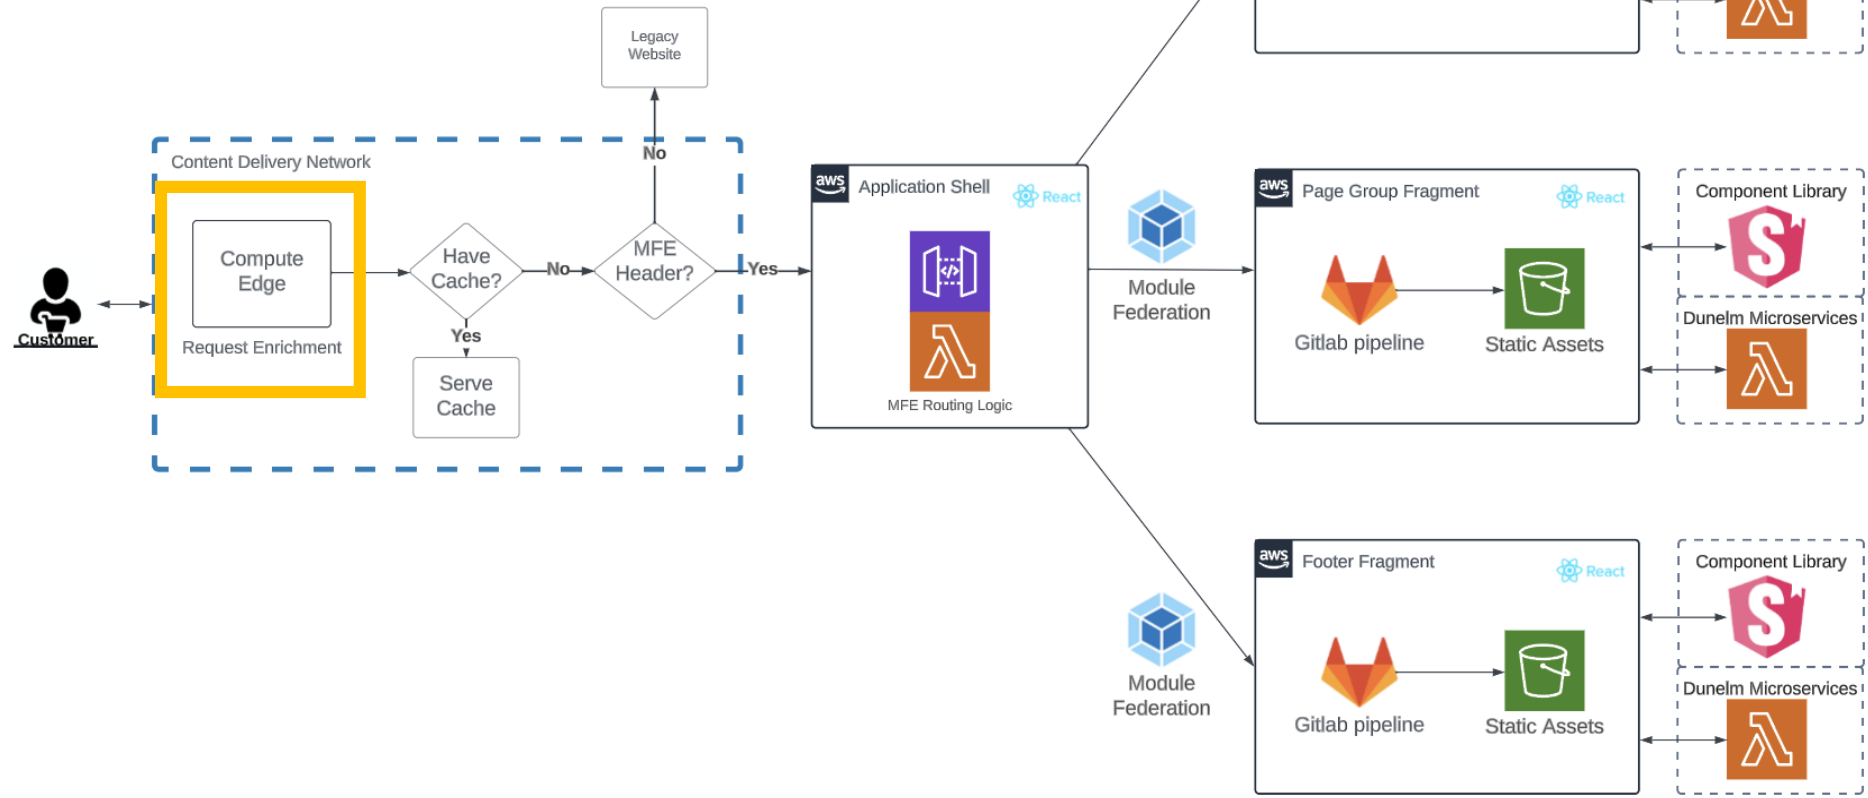 Legacy
Website
No
Content Delivery Network
Compute
Edge
Request Enrichment
Customer
Have
Cache?
No
Yes
Serve
Cache
MFE
Header?
Yes
aws
Application Shell
React
MFE Routing Logic
Module
Federation
aws
Page Group Fragment
React
Gitlab pipeline
Static Assets
Component Library
S
Dunelm Microservices
Module
Federation
aws
Footer Fragment
React
Gitlab pipeline
Static Assets
Component Library
S
Dunelm Microservices